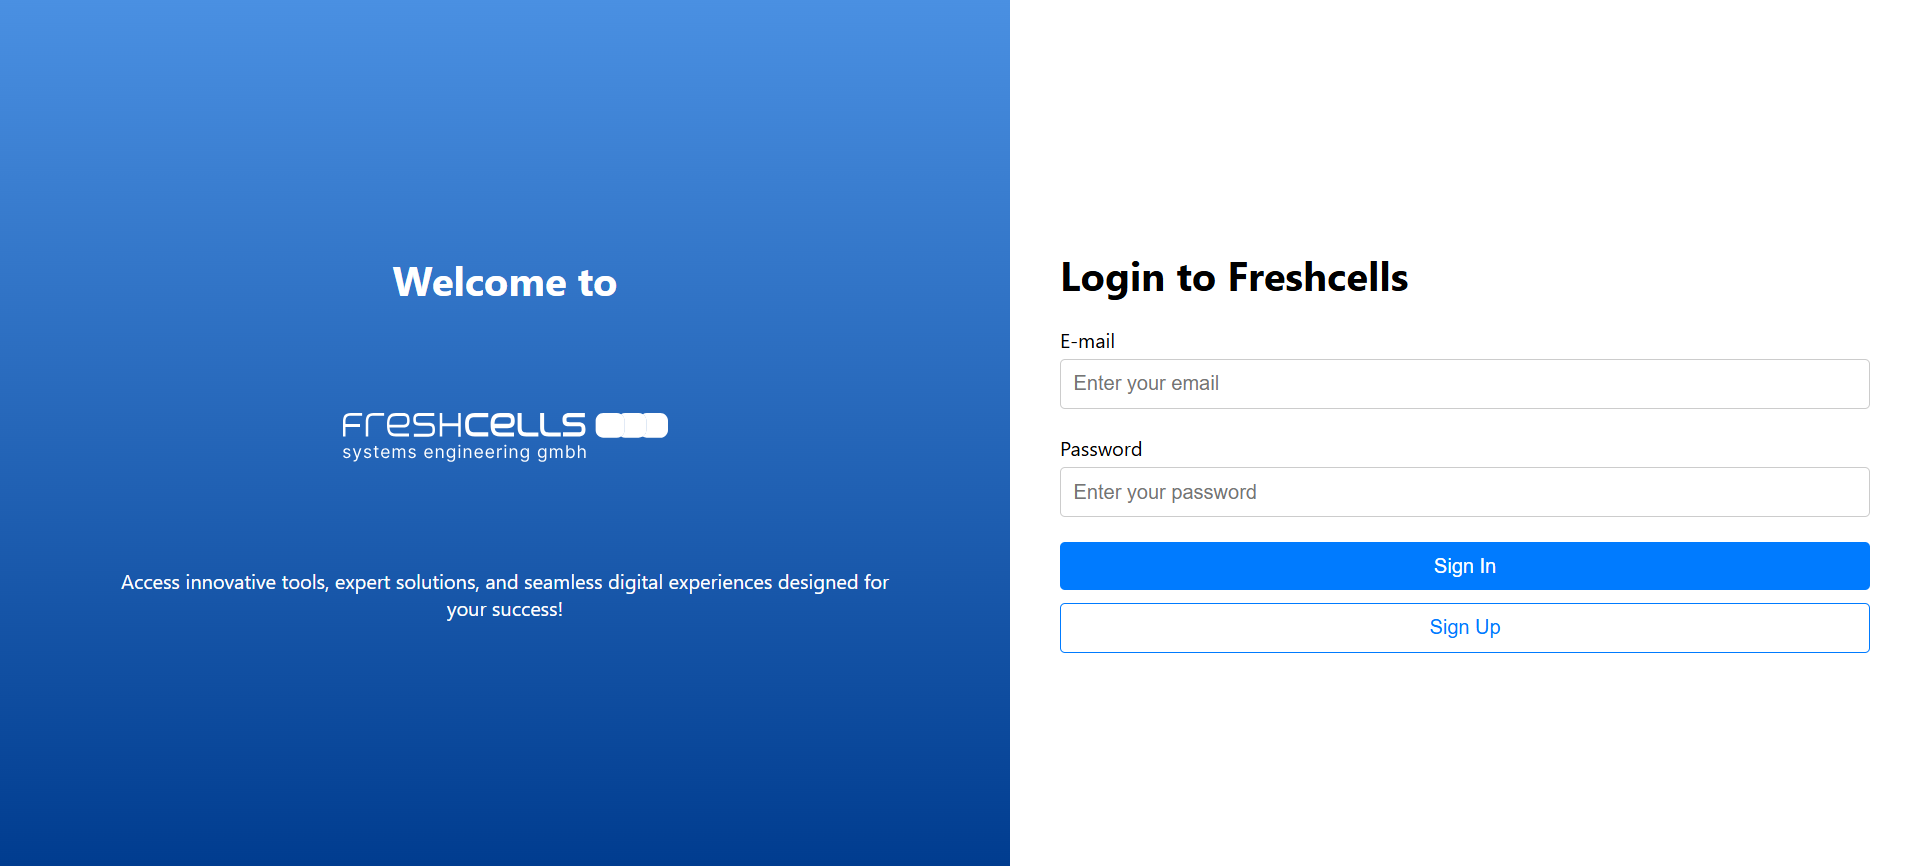 Welcome to
freshcells
systems engineering gmbh
Access innovative tools, expert solutions, and seamless digital experiences designed for
your success!
Login to Freshcells
E-mail
Enter your email
Password
Enter your password
Sign In
Sign Up